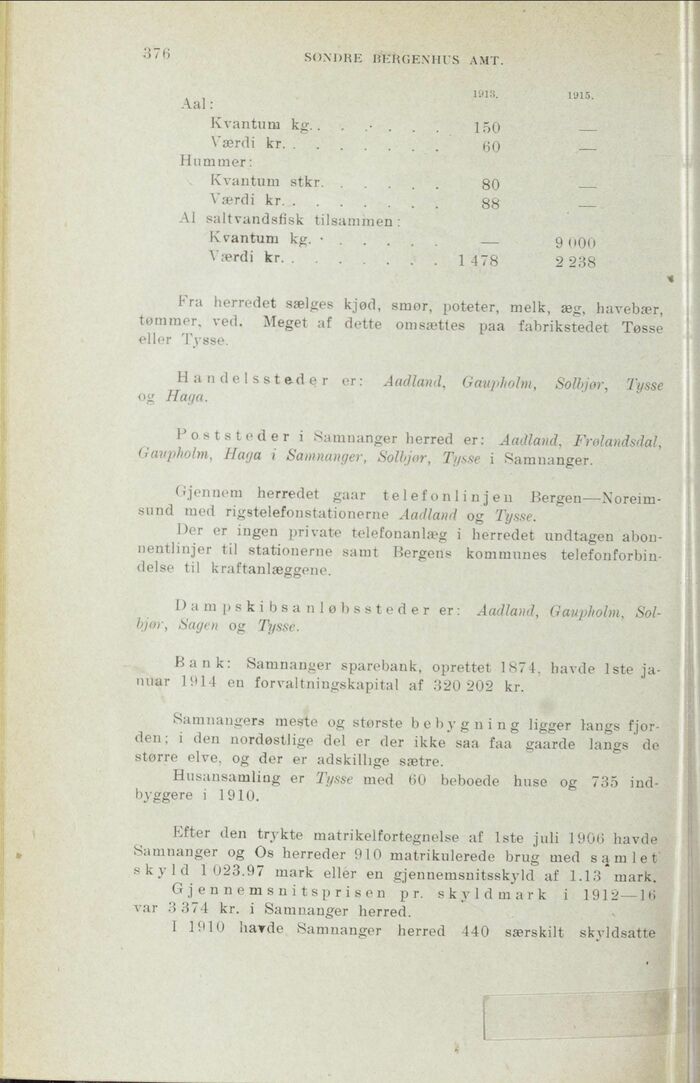 376
SØNDRE BERGENHUS AMT.
1913. 1915.
Aal:
Kvantum kg. . . . . . . 150 —
Værdi kr. . . . . . . . 60 —
Hummer:
Kvantum stkr. . . . . . 80 —
Værdi kr. . . . . . . . 88 —
Al saltvandsfisk tilsammen:
Kvantum kg. . . . . . . — 9 000
Værdi kr. . . . . . . . 1 478 2 238
Fra herredet sælges kjød, smør, poteter, melk, æg, havebær,
tømmer, ved. Meget af dette omsættes paa fabrikstedet Tøsse
eller Tysse.
Handelssteder er: Aadland, Gaupholm, Solbjør, Tysse
og Haga.
Poststeder i Samnanger herred er: Aadland, Frølandsdal,
Gaupholm, Haga i Samnanger, Solbjør, Tysse i Samnanger.
Gjennem herredet gaar telefonlinjen Bergen—Noreim-
sund med rigstelefonstationerne Aadland og Tysse.
Der er ingen private telefonanlæg i herredet undtagen abon-
nentlinjer til stationerne samt Bergens kommunes telefonforbin-
delse til kraftanlæggene.
Dampskibsanløbssteder er: Aadland, Gaupholm, Sol-
bjør, Sagen og Tysse.
Bank: Samnanger sparebank, oprettet 1874, havde 1ste ja-
nuar 1914 en forvaltningskapital af 320 202 kr.
Samnangers meste og største bebygning ligger langs fjor-
den; i den nordøstlige del er der ikke saa faa gaarde langs de
større elve, og der er adskillige sætre.
Husansamling er Tysse med 60 beboede huse og 735 ind-
byggere i 1910.
Efter den trykte matrikelfortegnelse af 1ste juli 1906 havde
Samnanger og Os herreder 910 matrikulerede brug med samlet
skyld 1 023.97 mark eller en gjennemsnitsskyld af 1.13 mark.
Gjennemsnitsprisen pr. skyldmark i 1912—16
var 3 374 kr. i Samnanger herred.
I 1910 havde Samnanger herred 440 særskilt skyldsatte